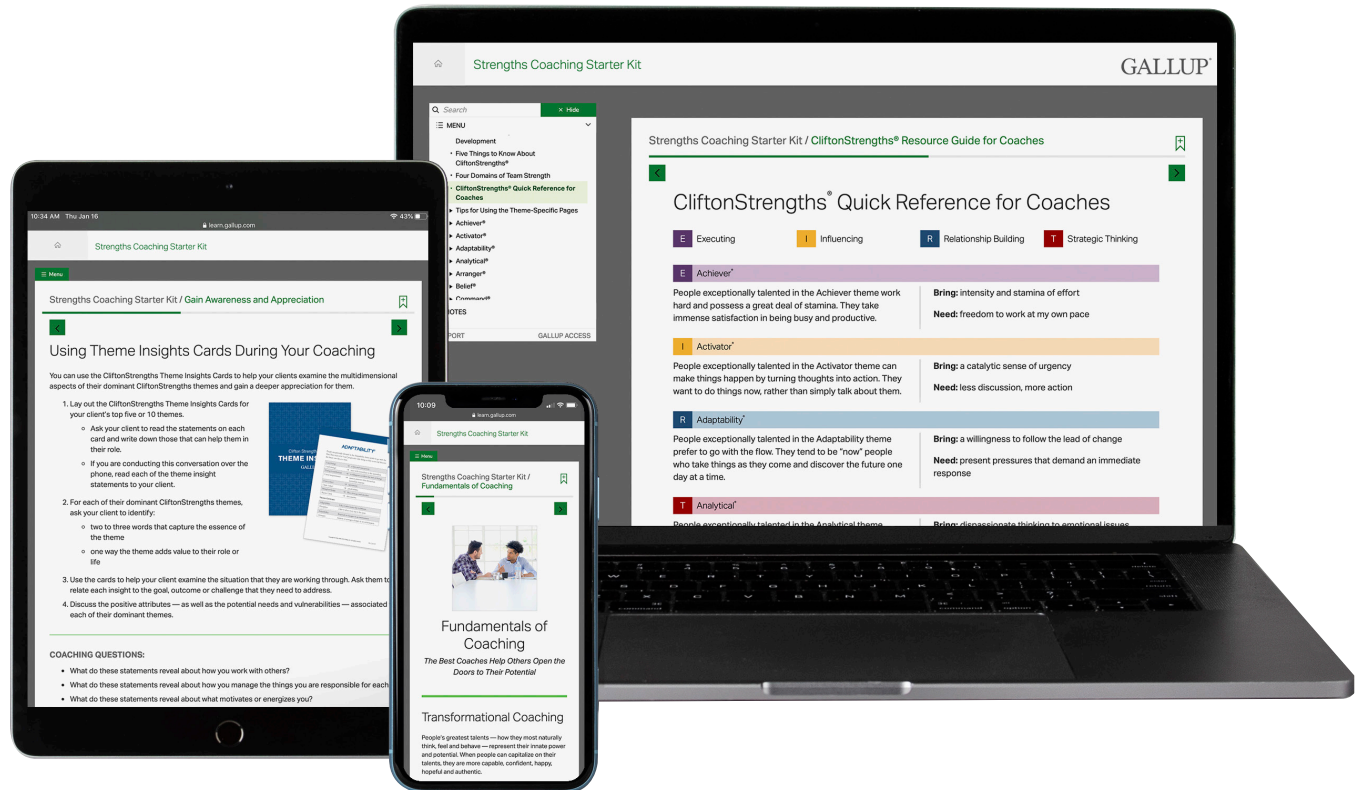 Strengths Coaching Starter Kit
GALLUP®
Search
× Hide
MENU
Development
• Five Things to Know About
CliftonStrengths®
• Four Domains of Team Strength
• CliftonStrengths® Quick Reference for
Coaches
▸ Tips for Using the Theme-Specific Pages
▸ Achiever®
▸ Activator®
▸ Adaptability®
▸ Analytical®
▸ Arranger®
▸ Belief®
▸ Command®
OTES
PORT
GALLUP ACCESS
Strengths Coaching Starter Kit / CliftonStrengths® Resource Guide for Coaches
CliftonStrengths® Quick Reference for Coaches
E Executing
I Influencing
R Relationship Building
T Strategic Thinking
E Achiever®
People exceptionally talented in the Achiever theme work
hard and possess a great deal of stamina. They take
immense satisfaction in being busy and productive.
Bring: intensity and stamina of effort
Need: freedom to work at my own pace
I Activator®
People exceptionally talented in the Activator theme can
make things happen by turning thoughts into action. They
want to do things now, rather than simply talk about them.
Bring: a catalytic sense of urgency
Need: less discussion, more action
R Adaptability®
People exceptionally talented in the Adaptability theme
prefer to go with the flow. They tend to be "now" people
who take things as they come and discover the future one
day at a time.
Bring: a willingness to follow the lead of change
Need: present pressures that demand an immediate
response
T Analytical®
People exceptionally talented in the Analytical theme
Bring: dispassionate thinking to emotional issues
10:34 AM Thu Jan 16
43%
learn.gallup.com
Strengths Coaching Starter Kit
Menu
Strengths Coaching Starter Kit / Gain Awareness and Appreciation
Using Theme Insights Cards During Your Coaching
You can use the CliftonStrengths Theme Insights Cards to help your clients examine the multidimensional
aspects of their dominant CliftonStrengths themes and gain a deeper appreciation for them.
1. Lay out the CliftonStrengths Theme Insights Cards for
your client's top five or 10 themes.
Ask your client to read the statements on each
card and write down those that can help them in
their role.
If you are conducting this conversation over the
phone, read each of the theme insight
statements to your client.
2. For each of their dominant CliftonStrengths themes,
ask your client to identify:
two to three words that capture the essence of
the theme
one way the theme adds value to their role or
life
3. Use the cards to help your client examine the situation that they are working through. Ask them to
relate each insight to the goal, outcome or challenge that they need to address.
4. Discuss the positive attributes — as well as the potential needs and vulnerabilities — associated
each of their dominant themes.
THEME INS
ADAPTABILITY
COACHING QUESTIONS:
• What do these statements reveal about how you work with others?
• What do these statements reveal about how you manage the things you are responsible for each
• What do these statements reveal about what motivates or energizes you?
10:09
learn.gallup.com
Strengths Coaching Starter Kit
Menu
Strengths Coaching Starter Kit /
Fundamentals of Coaching
Fundamentals of
Coaching
The Best Coaches Help Others Open the
Doors to Their Potential
Transformational Coaching
People's greatest talents — how they most naturally
think, feel and behave — represent their innate power
and potential. When people can capitalize on their
talents, they are more capable, confident, happy,
hopeful and authentic.